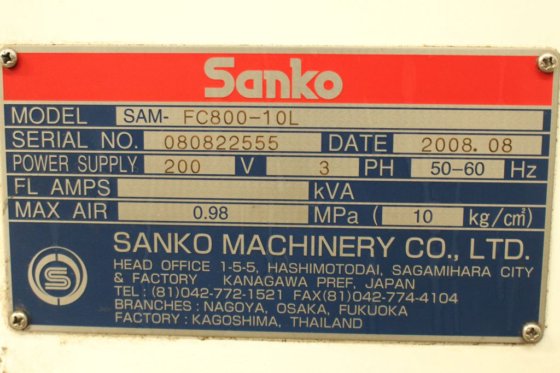 Sanko
MODEL SAM- FC800-10L
SERIAL NO. 080822555 DATE 2008.08
POWER SUPPLY 200 V 3 PH 50-60 Hz
FL AMPS kVA
MAX AIR 0.98 MPa ( 10 kg/cm²)
SANKO MACHINERY CO., LTD.
HEAD OFFICE 1-5-5, HASHIMOTODAI, SAGAMIHARA CITY
& FACTORY KANAGAWA PREF, JAPAN
TEL:(81)042-772-1521 FAX(81)042-774-4104
BRANCHES: NAGOYA, OSAKA, FUKUOKA
FACTORY: KAGOSHIMA, THAILAND